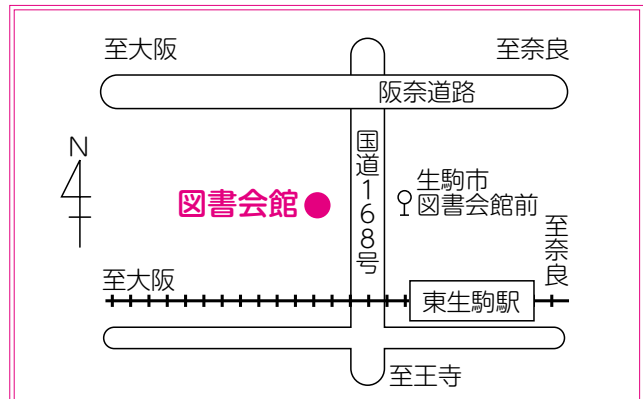 至大阪
至奈良
阪奈道路
N
国道168号
生駒市
図書会館前
図書会館
至奈良
至大阪
東生駒駅
至王寺